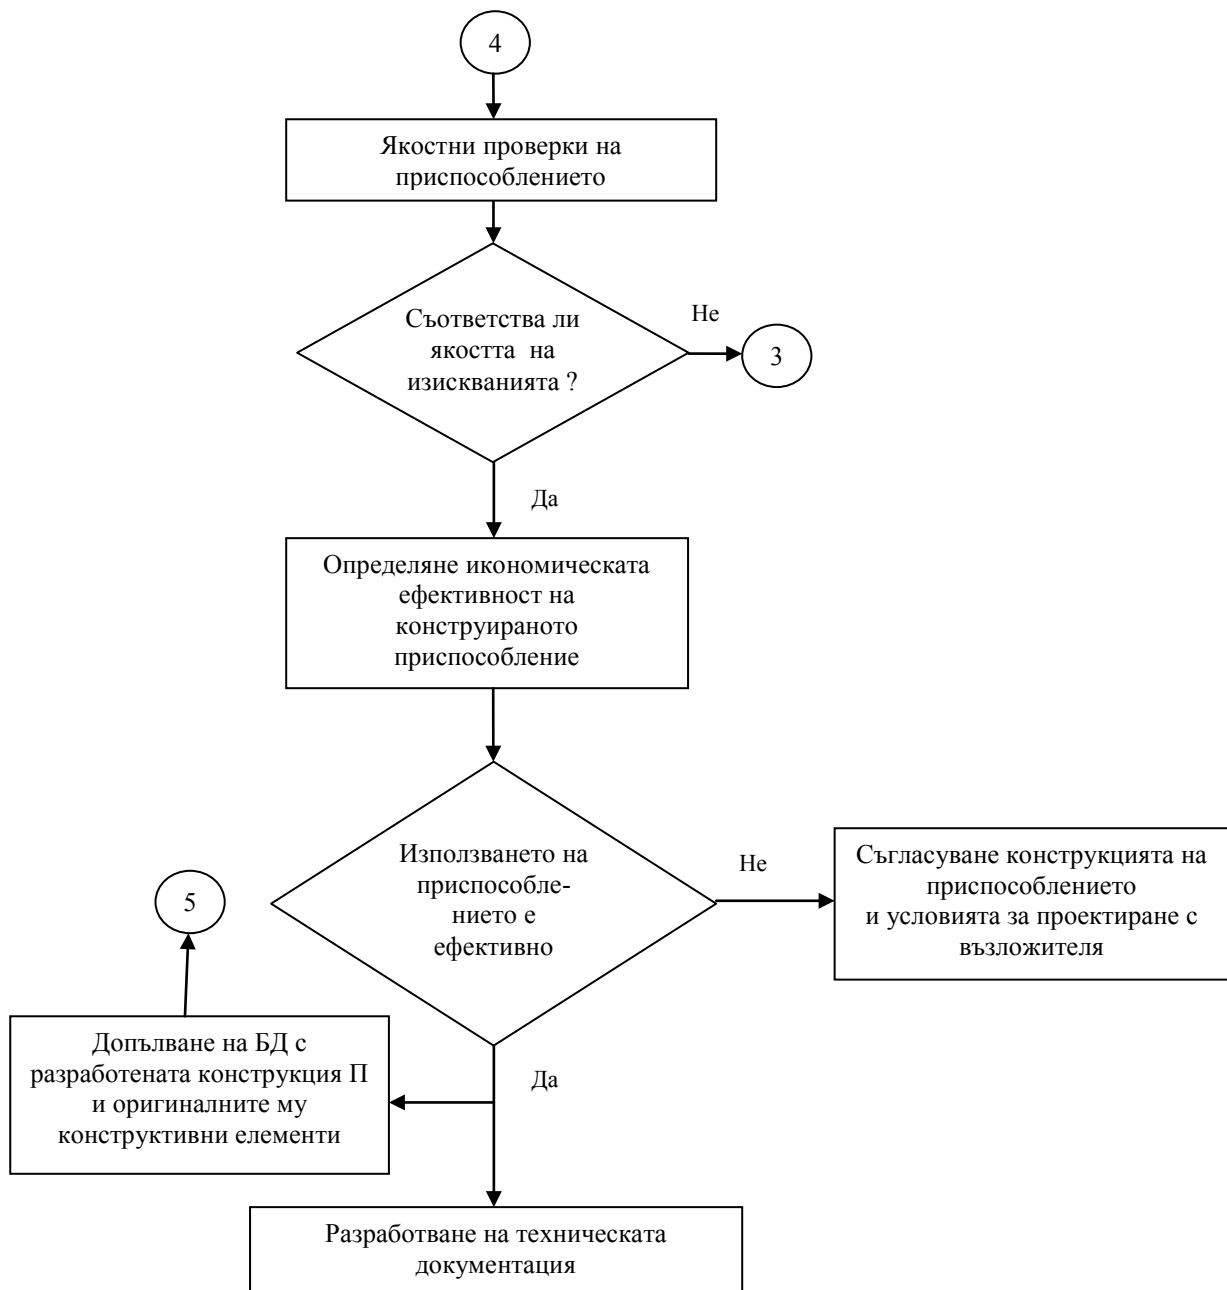 4
Якостни проверки на
приспособлението
Съответства ли
якостта на
изискванията ?
Не
3
Да
Определяне икономическата
ефективност на
конструираното
приспособление
Използването на
приспособле-
нието е
ефективно
Не
Съгласуване конструкцията на
приспособлението
и условията за проектиране с
възложителя
5
Допълване на БД с
разработената конструкция П
и оригиналните му
конструктивни елементи
Да
Разработване на техническата
документация